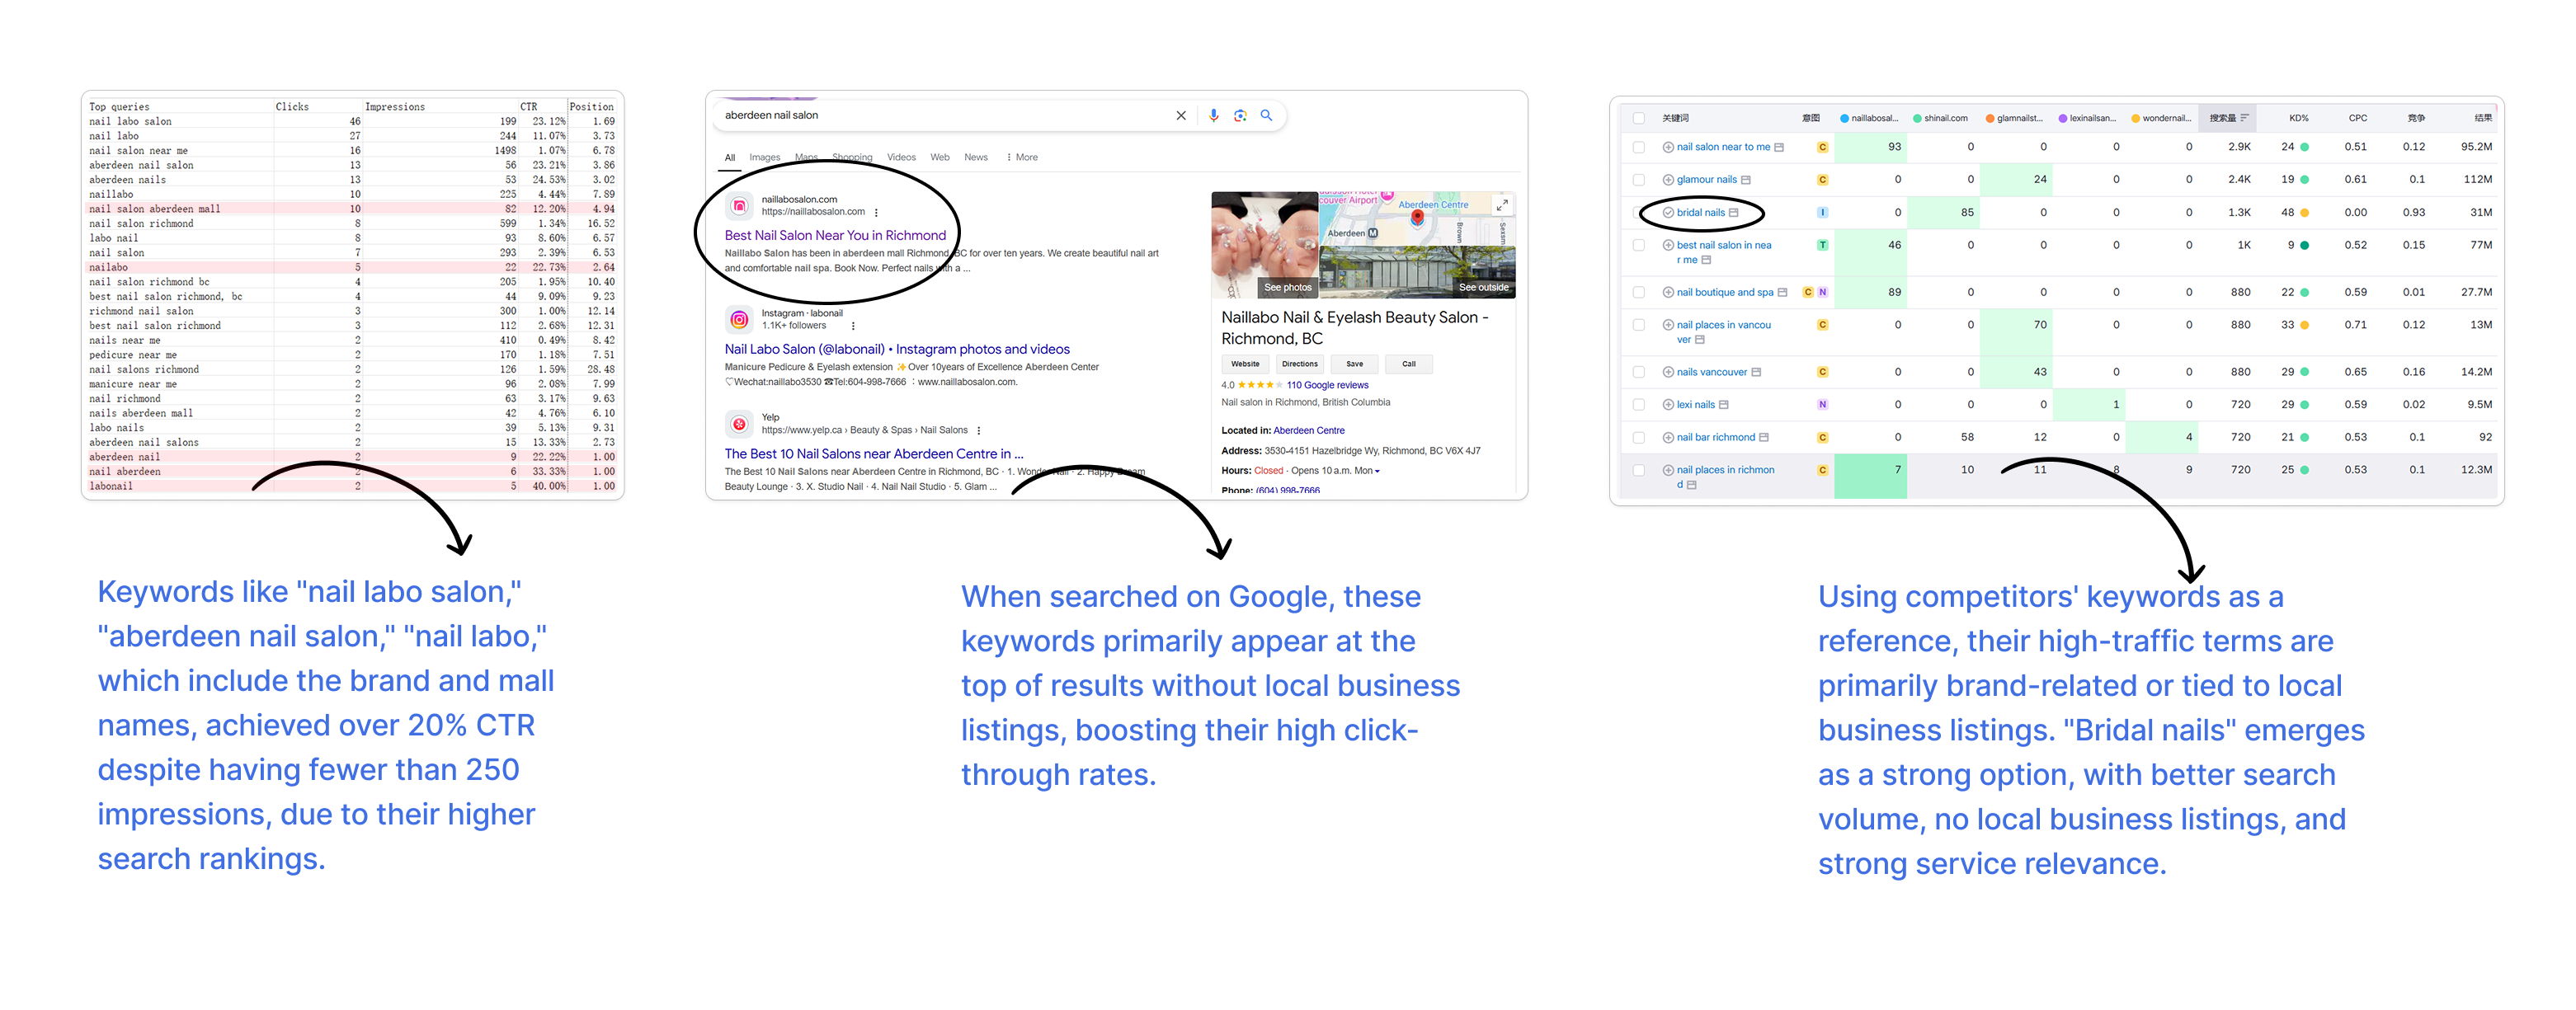 Top queries Clicks Impressions CTR Position
nail labo salon 46 199 23.12% 1.69
nail labo 27 244 11.07% 3.73
nail salon near me 16 1498 1.07% 6.78
aberdeen nail salon 13 56 23.21% 3.86
aberdeen nails 13 53 24.53% 3.02
naillabo 10 225 4.44% 7.89
nail salon aberdeen mall 10 82 12.20% 4.94
nail salon richmond 8 599 1.34% 16.52
labo nail 8 93 8.60% 6.57
nail salon 7 293 2.39% 6.53
nailabo 5 22 22.73% 2.64
nail salon richmond bc 4 205 1.95% 10.40
best nail salon richmond, bc 4 44 9.09% 9.23
richmond nail salon 3 300 1.00% 12.14
best nail salon richmond 3 112 2.68% 12.31
nails near me 2 410 0.49% 8.42
pedicure near me 2 170 1.18% 7.51
nail salons richmond 2 126 1.59% 28.48
manicure near me 2 96 2.08% 7.99
nail richmond 2 63 3.17% 9.63
nails aberdeen mall 2 42 4.76% 6.10
labo nails 2 39 5.13% 9.31
aberdeen nail salons 2 15 13.33% 2.73
aberdeen nail 2 9 22.22% 1.00
nail aberdeen 2 6 33.33% 1.00
labonail 2 5 40.00% 1.00
Keywords like "nail labo salon,"
"aberdeen nail salon," "nail labo,"
which include the brand and mall
names, achieved over 20% CTR
despite having fewer than 250
impressions, due to their higher
search rankings.
aberdeen nail salon
All Images Maps Shopping Videos Web News More
naillabosalon.com
https://naillabosalon.com
Best Nail Salon Near You in Richmond
Naillabo Salon has been in aberdeen mall Richmond, BC for over ten years. We create beautiful nail art
and comfortable nail spa. Book Now. Perfect nails with a ...
Instagram · labonail
1.1K+ followers
Nail Labo Salon (@labonail) • Instagram photos and videos
Manicure Pedicure & Eyelash extension ✨Over 10years of Excellence Aberdeen Center
♡Wechat:naillabo3530 ☎Tel:604-998-7666 ⋮www.naillabosalon.com.
Yelp
https://www.yelp.ca › Beauty & Spas › Nail Salons
The Best 10 Nail Salons near Aberdeen Centre in ...
The Best 10 Nail Salons near Aberdeen Centre in Richmond, BC · 1. Wonder Nail · 2. Happy Dream
Beauty Lounge · 3. X. Studio Nail · 4. Nail Nail Studio · 5. Glam ...
couver Airport
Aberdeen Centre
Aberdeen M
Brown
See photos
See outside
Naillabo Nail & Eyelash Beauty Salon -
Richmond, BC
Website Directions Save Call
4.0 ★★★★★ 110 Google reviews
Nail salon in Richmond, British Columbia
Located in: Aberdeen Centre
Address: 3530-4151 Hazelbridge Wy, Richmond, BC V6X 4J7
Hours: Closed · Opens 10 a.m. Mon
Phone: (604) 998-7666
When searched on Google, these
keywords primarily appear at the
top of results without local business
listings, boosting their high click-
through rates.
关键词 意图 naillabosal... shinail.com glamnailst... lexinailsan... wondernail... 搜索量 KD% CPC 竞争 结果
nail salon near to me C 93 0 0 0 0 2.9K 24 0.51 0.12 95.2M
glamour nails C 0 0 24 0 0 2.4K 19 0.61 0.1 112M
bridal nails I 0 85 0 0 0 1.3K 48 0.00 0.93 31M
best nail salon in nea T 46 0 0 0 0 1K 9 0.52 0.15 77M
r me
nail boutique and spa C N 89 0 0 0 0 880 22 0.59 0.01 27.7M
nail places in vancou C 0 0 70 0 0 880 33 0.71 0.12 13M
ver
nails vancouver C 0 0 43 0 0 880 29 0.65 0.16 14.2M
lexi nails N 0 0 0 1 0 720 29 0.59 0.02 9.5M
nail bar richmond C 0 58 12 0 4 720 21 0.53 0.1 92
nail places in richmon C 7 10 11 8 9 720 25 0.53 0.1 12.3M
d
Using competitors' keywords as a
reference, their high-traffic terms are
primarily brand-related or tied to local
business listings. "Bridal nails" emerges
as a strong option, with better search
volume, no local business listings, and
strong service relevance.